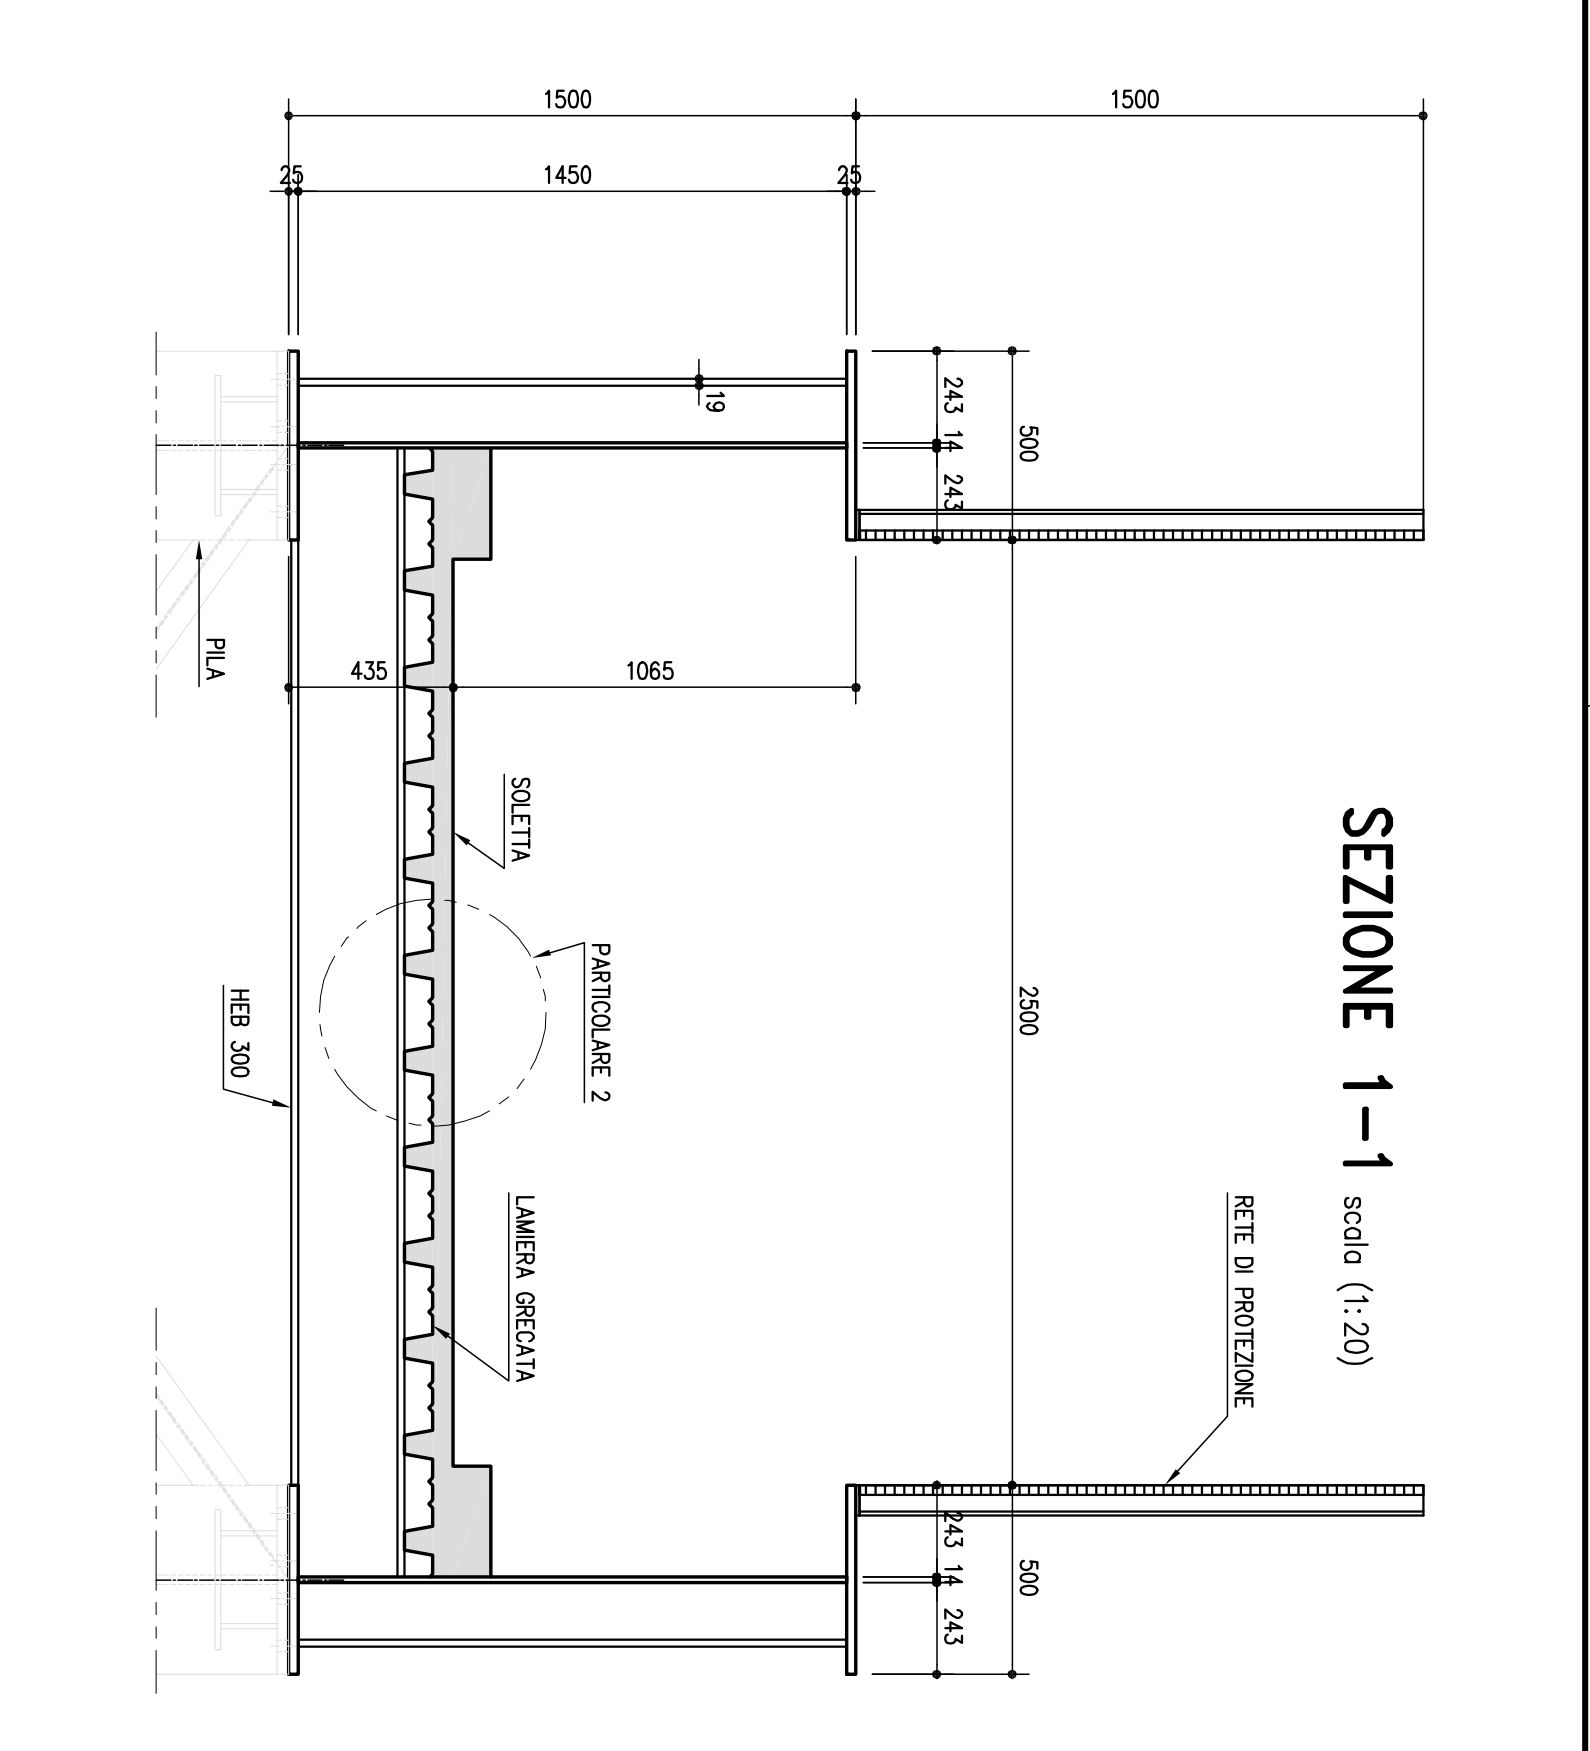 SEZIONE 1-1 scala (1:20)
1500
1500
25
1450
25
19
243
14
243
500
435
1065
PILA
SOLETTA
PARTICOLARE 2
2500
HEB 300
LAMIERA GRECATA
RETE DI PROTEZIONE
243
14
243
500